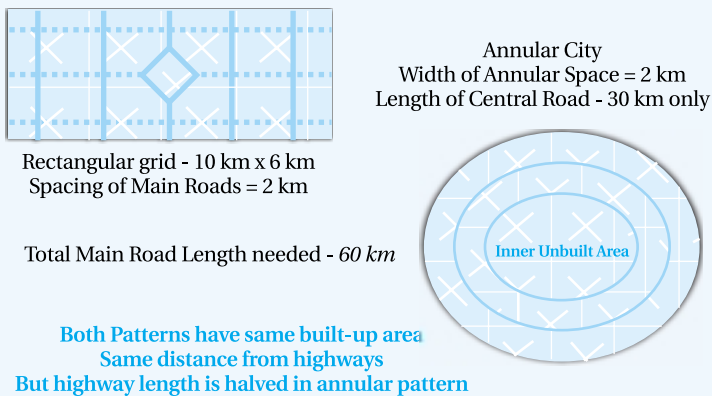 Rectangular grid - 10 km x 6 km
Spacing of Main Roads = 2 km
Total Main Road Length needed - 60 km
Annular City
Width of Annular Space = 2 km
Length of Central Road - 30 km only
Inner Unbuilt Area
Both Patterns have same built-up area
Same distance from highways
But highway length is halved in annular pattern